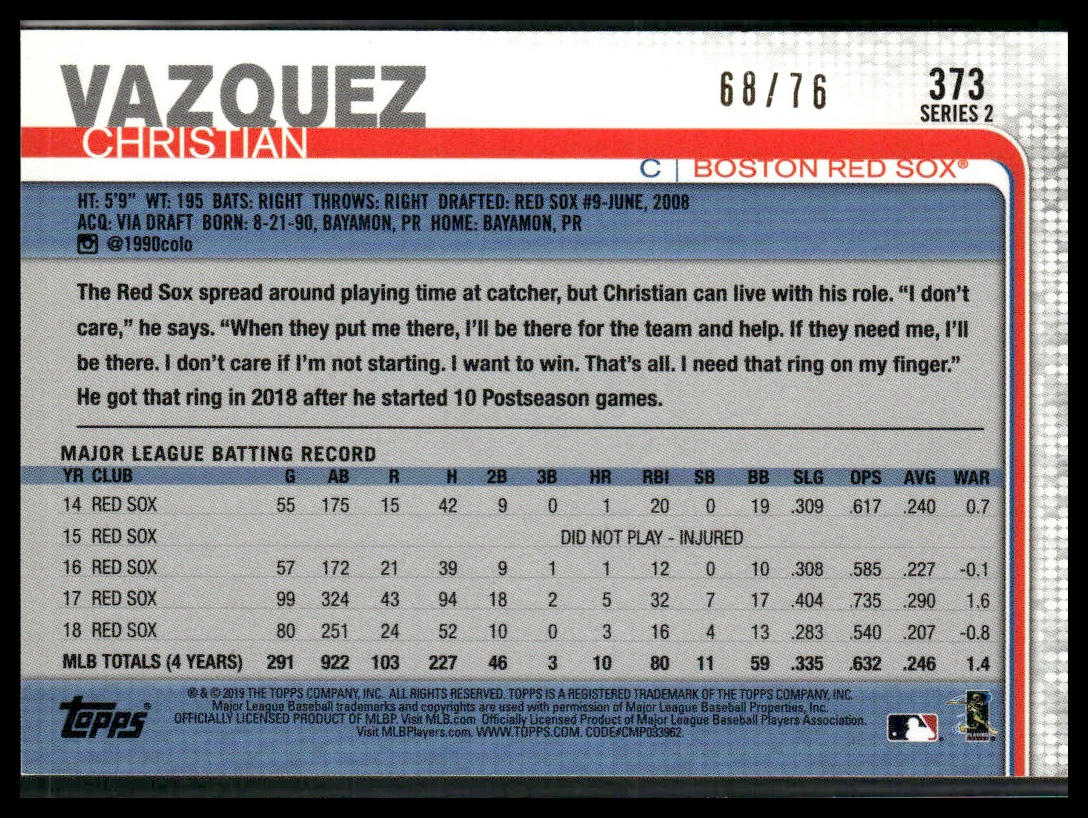 VAZQUEZ
CHRISTIAN
68/76
373
SERIES 2
C | BOSTON RED SOX®
HT: 5'9" WT: 195 BATS: RIGHT THROWS: RIGHT DRAFTED: RED SOX #9-JUNE, 2008
ACQ: VIA DRAFT BORN: 8-21-90, BAYAMON, PR HOME: BAYAMON, PR
@1990colo
The Red Sox spread around playing time at catcher, but Christian can live with his role. “I don’t
care,” he says. “When they put me there, I’ll be there for the team and help. If they need me, I’ll
be there. I don’t care if I’m not starting. I want to win. That’s all. I need that ring on my finger.”
He got that ring in 2018 after he started 10 Postseason games.
MAJOR LEAGUE BATTING RECORD
YR CLUB G AB R H 2B 3B HR RBI SB BB SLG OPS AVG WAR
14 RED SOX 55 175 15 42 9 0 1 20 0 19 .309 .617 .240 0.7
15 RED SOX DID NOT PLAY - INJURED
16 RED SOX 57 172 21 39 9 1 1 12 0 10 .308 .585 .227 -0.1
17 RED SOX 99 324 43 94 18 2 5 32 7 17 .404 .735 .290 1.6
18 RED SOX 80 251 24 52 10 0 3 16 4 13 .283 .540 .207 -0.8
MLB TOTALS (4 YEARS) 291 922 103 227 46 3 10 80 11 59 .335 .632 .246 1.4
Topps®
® & © 2019 THE TOPPS COMPANY, INC. ALL RIGHTS RESERVED. TOPPS IS A REGISTERED TRADEMARK OF THE TOPPS COMPANY, INC.
Major League Baseball trademarks and copyrights are used with permission of Major League Baseball Properties, Inc.
OFFICIALLY LICENSED PRODUCT OF MLBP. Visit MLB.com Officially Licensed Product of Major League Baseball Players Association.
Visit MLBPlayers.com. WWW.TOPPS.COM. CODE#CMP033962.